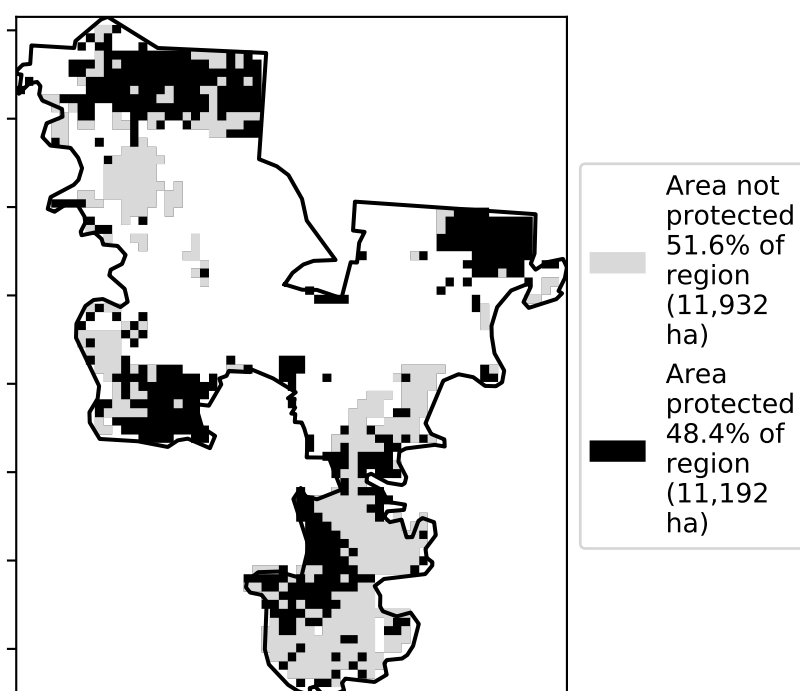 Area not
protected
51.6% of
region
(11,932
ha)
Area
protected
48.4% of
region
(11,192
ha)